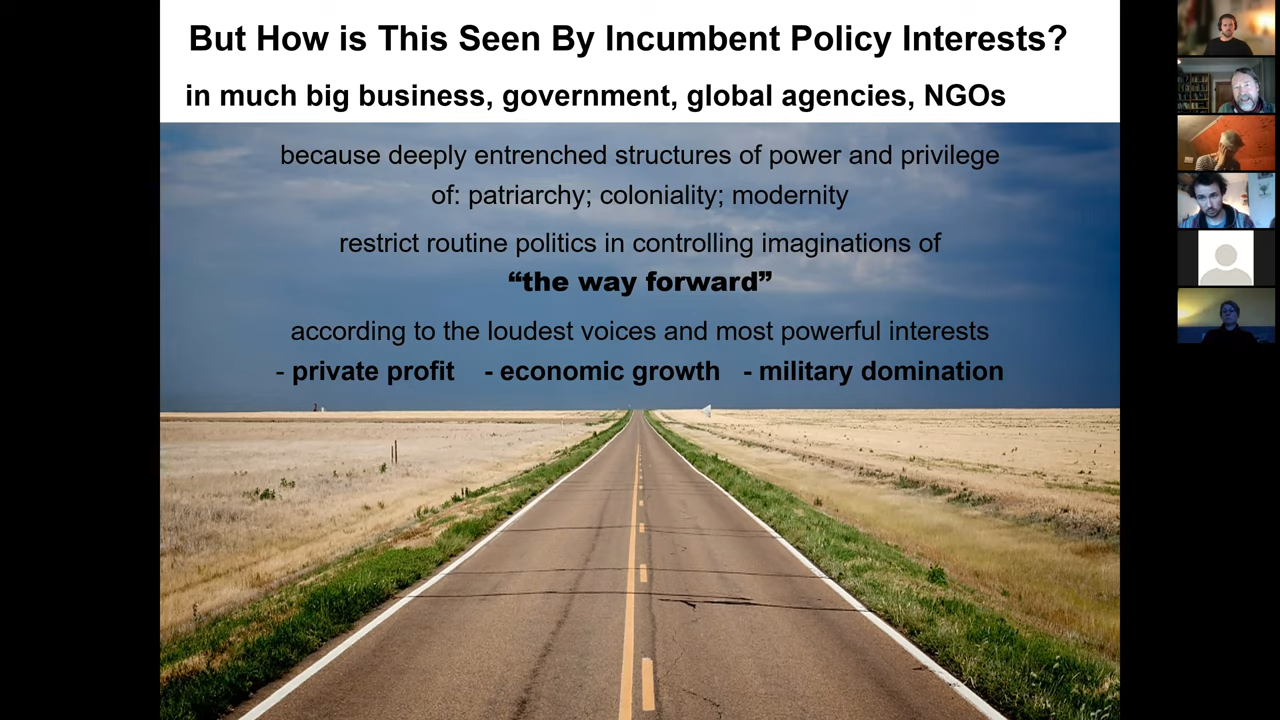 But How is This Seen By Incumbent Policy Interests?
in much big business, government, global agencies, NGOs
because deeply entrenched structures of power and privilege
of: patriarchy; coloniality; modernity
restrict routine politics in controlling imaginations of
“the way forward”
according to the loudest voices and most powerful interests
- private profit - economic growth - military domination